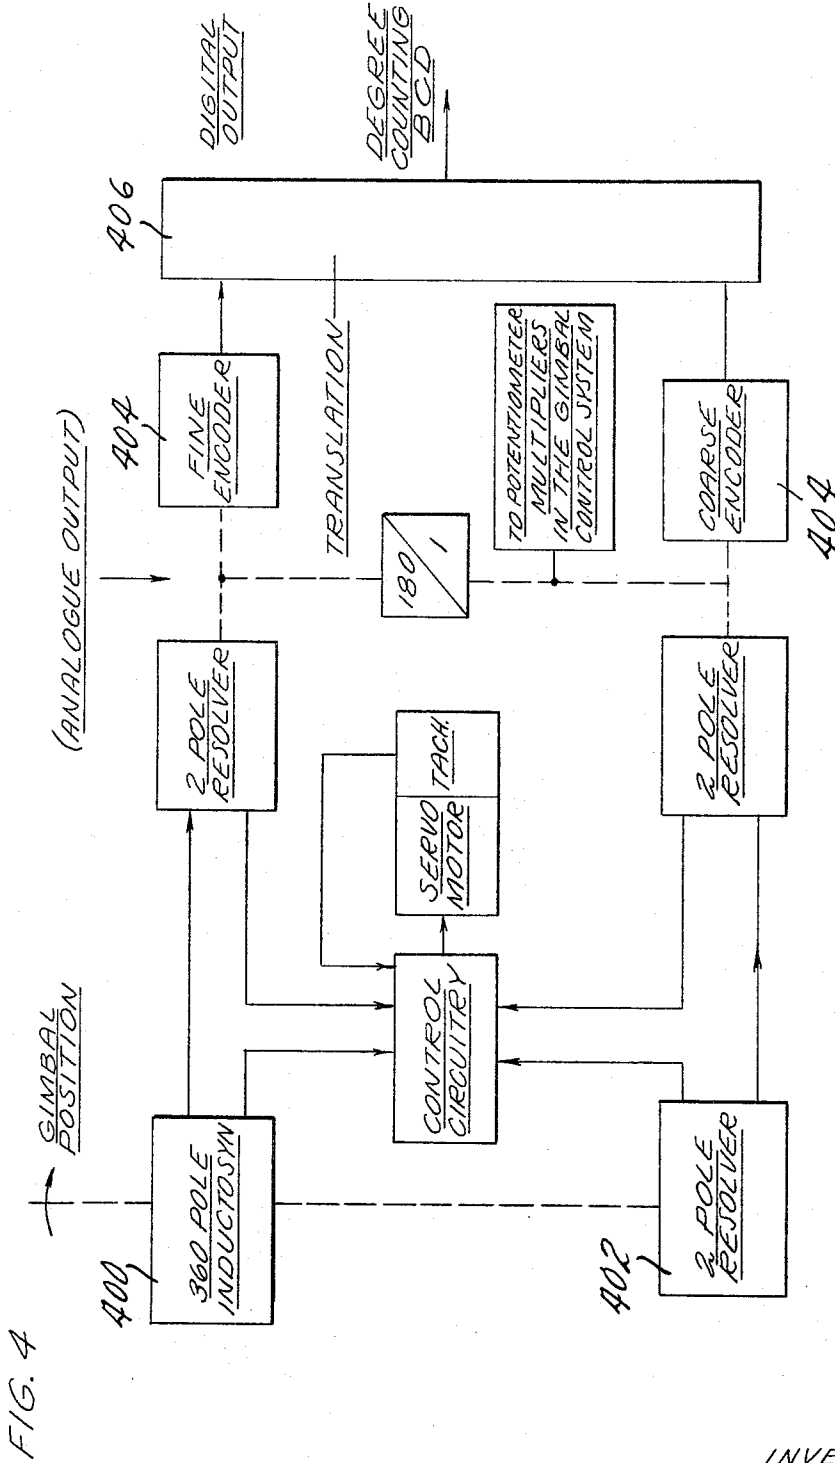 FIG. 4
GIMBAL
POSITION
(ANALOGUE OUTPUT)
DIGITAL
OUTPUT
400
360 POLE
INDUCTOSYN
2 POLE
RESOLVER
404
FINE
ENCODER
406
TRANSLATION
DEGREE
COUNTING
BCD
CONTROL
CIRCUITRY
SERVO
MOTOR
TACH.
180
1
TO POTENTIOMETER
MULTIPLIERS
IN THE GIMBAL
CONTROL SYSTEM
402
2 POLE
RESOLVER
2 POLE
RESOLVER
COARSE
ENCODER
404
INVE